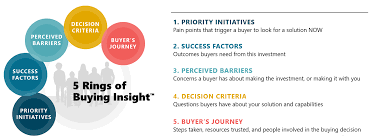 DECISION
CRITERIA
PERCEIVED
BARRIERS
BUYER'S
JOURNEY
SUCCESS
FACTORS
5 Rings of
Buying Insight™
PRIORITY
INITIATIVES
1. PRIORITY INITIATIVES
Pain points that trigger a buyer to look for a solution NOW
2. SUCCESS FACTORS
Outcomes buyers need from this investment
3. PERCEIVED BARRIERS
Concerns a buyer has about making the investment, or making it with you
4. DECISION CRITERIA
Questions buyers have about your solution and capabilities
5. BUYER'S JOURNEY
Steps taken, resources trusted, and people involved in the buying decision